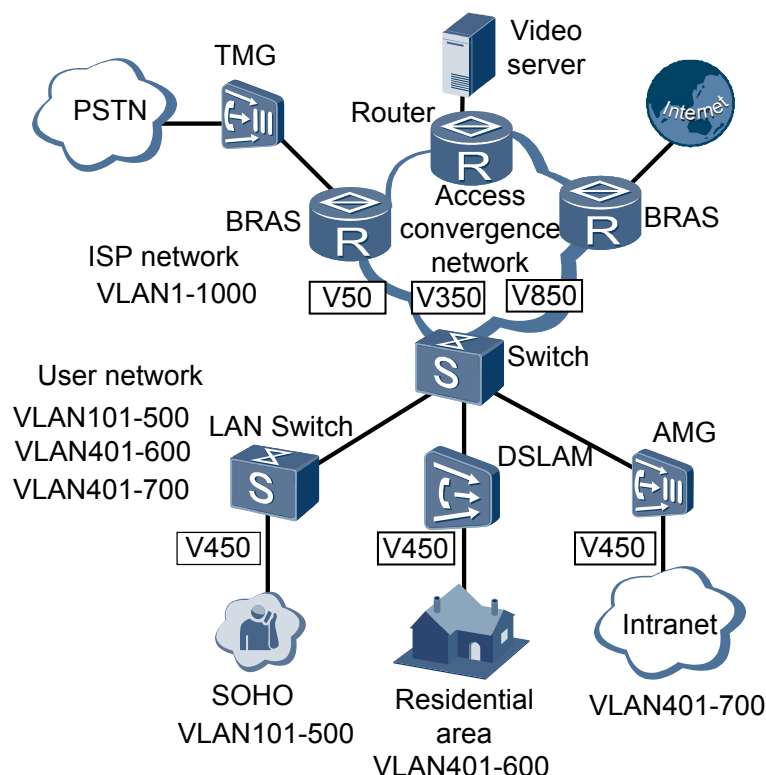 Video
server
TMG
PSTN
Router
Internet
R
Access
convergence
network
BRAS
R
BRAS
R
ISP network
VLAN1-1000
V50
V350
V850
Switch
S
User network
VLAN101-500
VLAN401-600
VLAN401-700
LAN Switch
S
DSLAM
AMG
V450
V450
V450
SOHO
VLAN101-500
Residential
area
VLAN401-600
Intranet
VLAN401-700